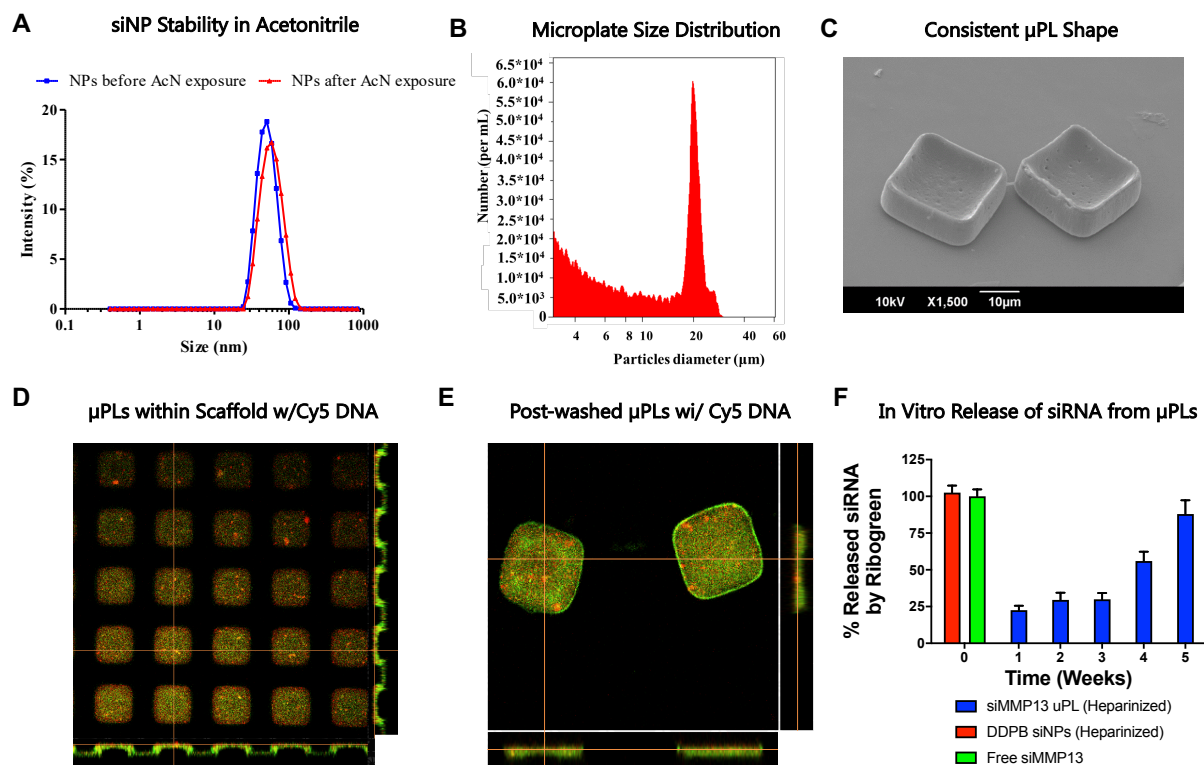 A
siNP Stability in Acetonitrile
NPs before AcN exposure
NPs after AcN exposure
Intensity (%)
20
15
10
5
0
0.1 1 10 100 1000
Size (nm)
B
Microplate Size Distribution
Number (per mL)
6.5*10⁴
6.0*10⁴
5.5*10⁴
5.0*10⁴
4.5*10⁴
4.0*10⁴
3.5*10⁴
3.0*10⁴
2.5*10⁴
2.0*10⁴
1.5*10⁴
1.0*10⁴
5.0*10³
0
4 6 8 10 20 40 60
Particles diameter (µm)
C
Consistent µPL Shape
10kV X1,500 10µm
D
µPLs within Scaffold w/Cy5 DNA
E
Post-washed µPLs wi/ Cy5 DNA
F
In Vitro Release of siRNA from µPLs
% Released siRNA
by Ribogreen
125
100
75
50
25
0
0 1 2 3 4 5
Time (Weeks)
siMMP13 uPL (Heparinized)
DDPB siNPs (Heparinized)
Free siMMP13